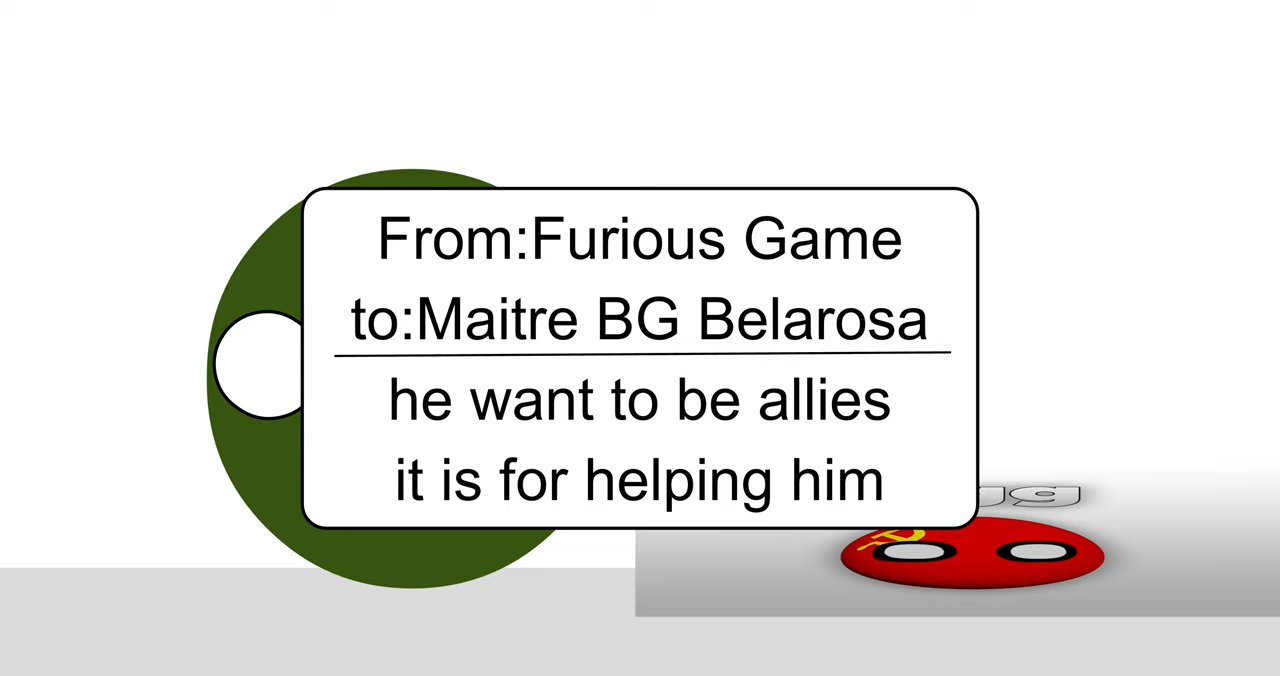 From:Furious Game
to:Maitre BG Belarosa
he want to be allies
it is for helping him